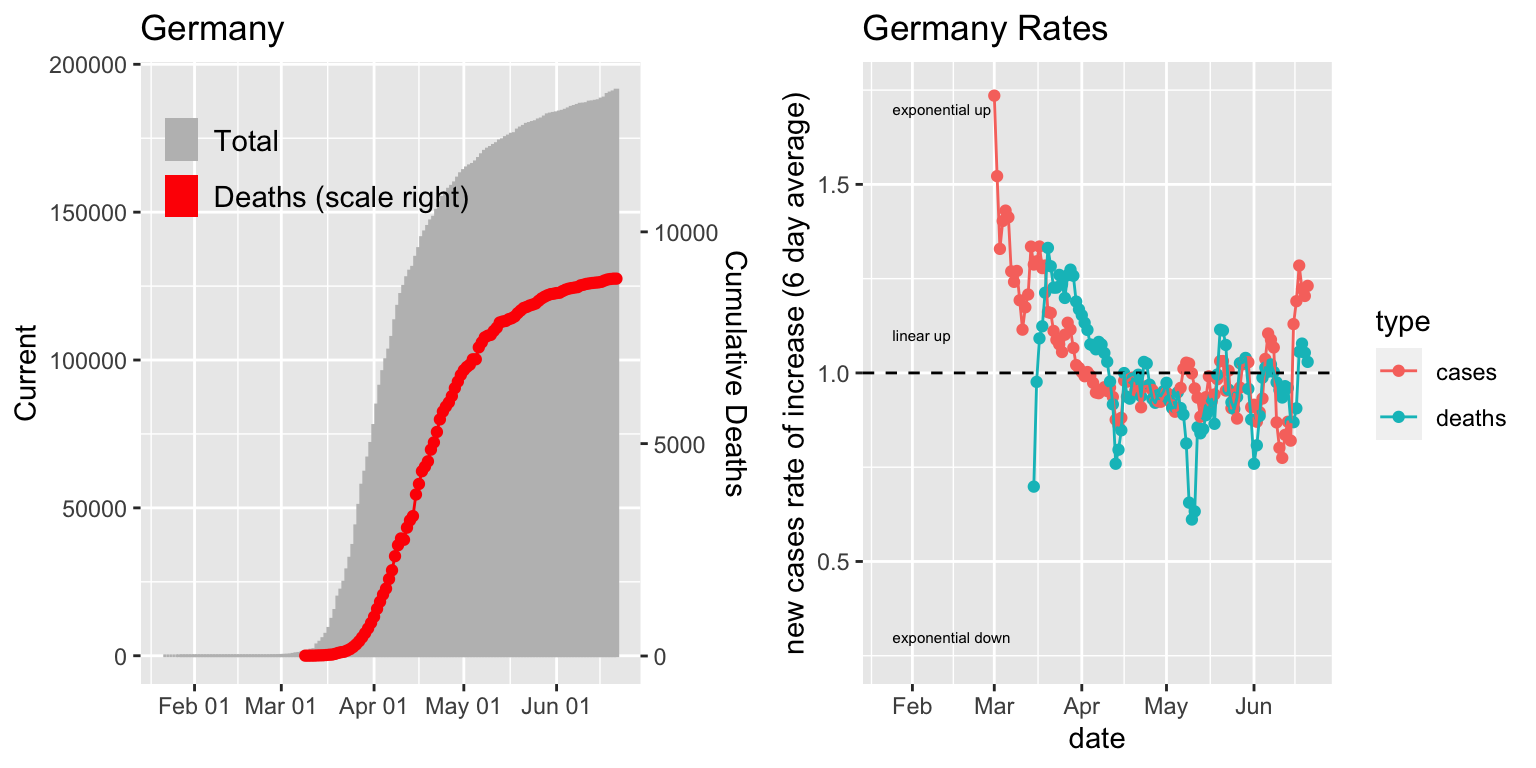 Germany
200000
150000
100000
50000
0
Current
Total
Deaths (scale right)
10000
5000
0
Cumulative Deaths
Feb 01 Mar 01 Apr 01 May 01 Jun 01
Germany Rates
new cases rate of increase (6 day average)
1.5
1.0
0.5
exponential up
linear up
exponential down
Feb Mar Apr May Jun
date
type
cases
deaths